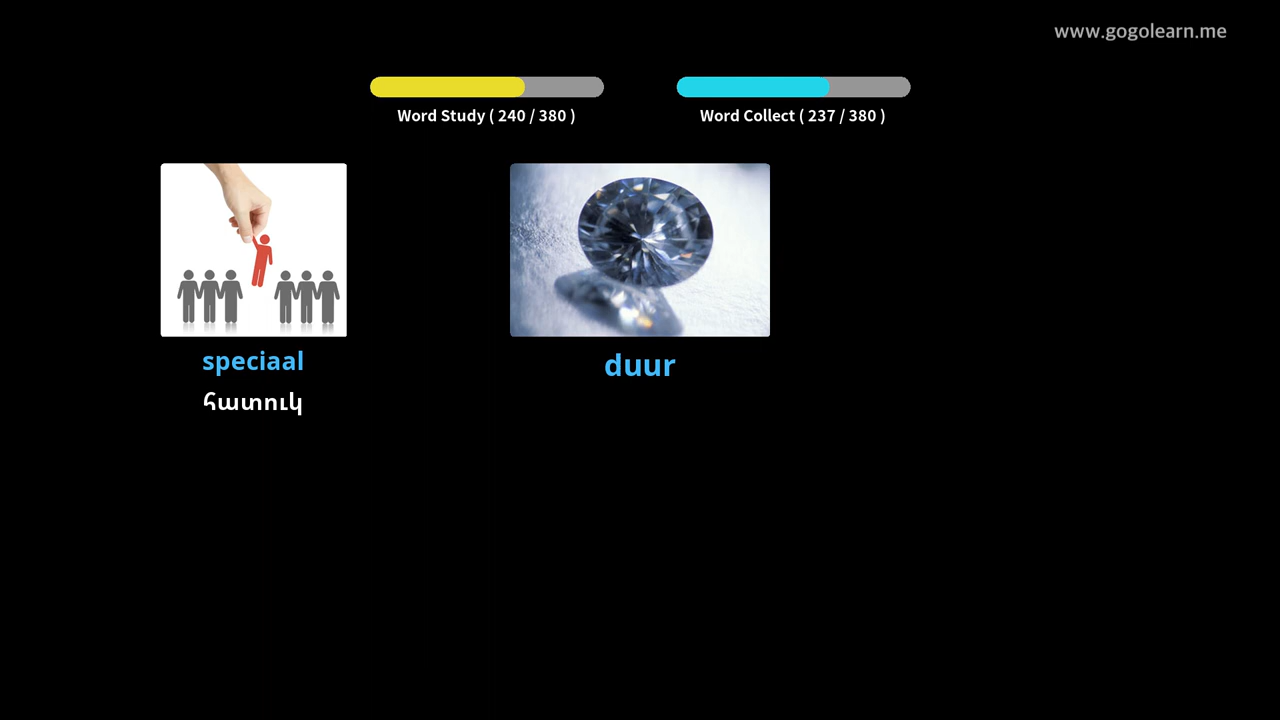 www.gogolearn.me
Word Study ( 240 / 380 )
Word Collect ( 237 / 380 )
speciaal
հատուկ
duur